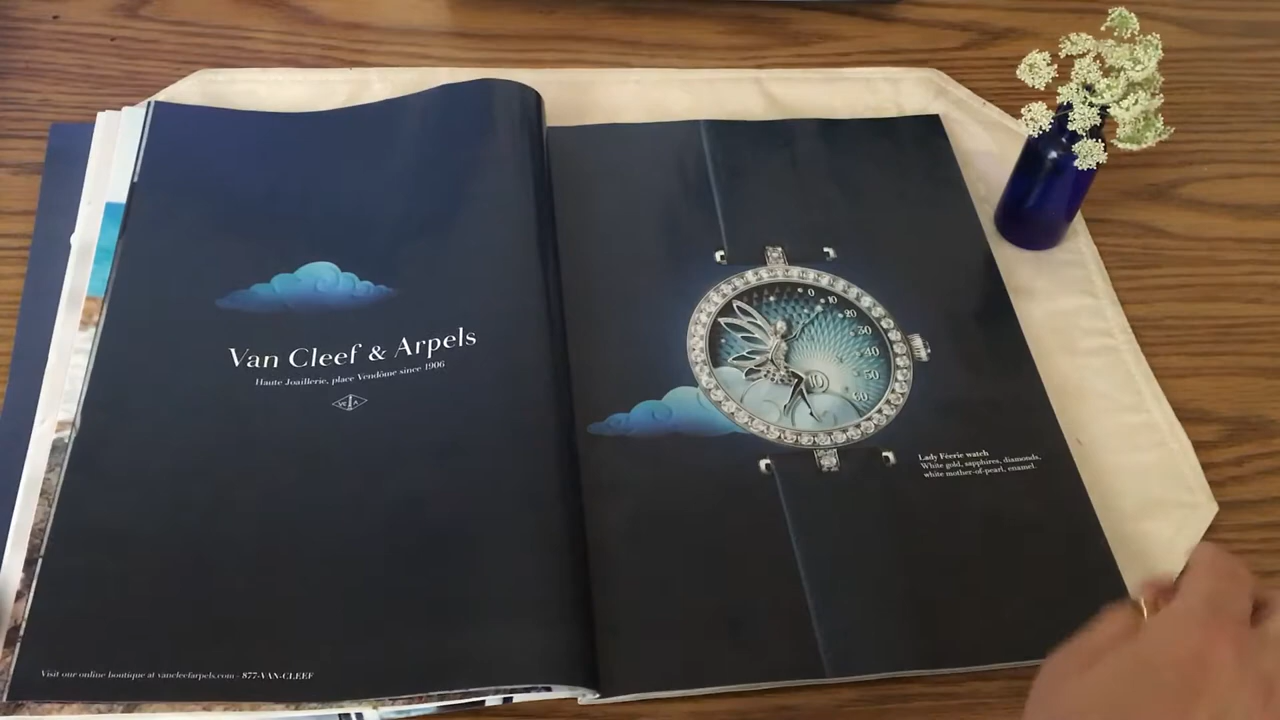 Van Cleef & Arpels
Haute Joaillerie, place Vendôme since 1906
VCA
Visit our online boutique at vancleefarpels.com - 877-VAN-CLEEF
0
10
20
30
40
50
60
10
Lady Féerie watch
White gold, sapphires, diamonds,
white mother-of-pearl, enamel.